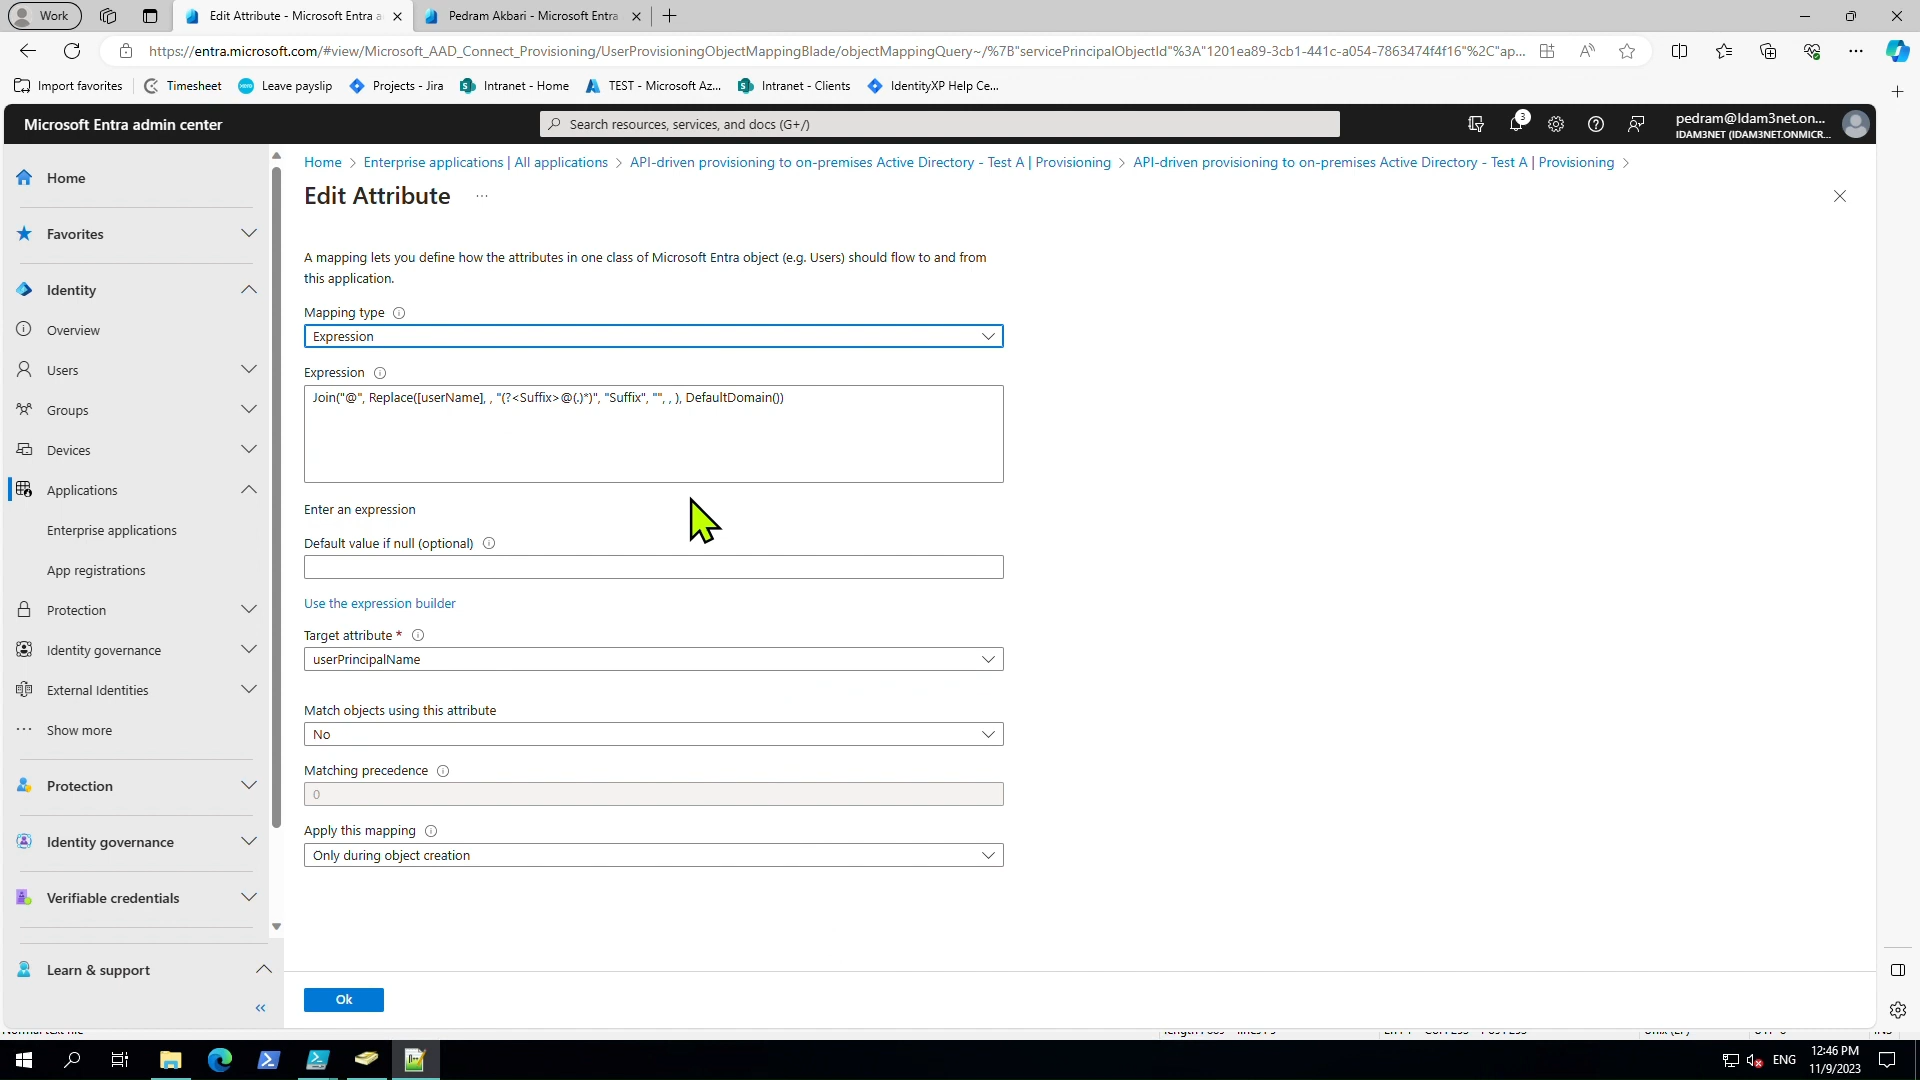 Work
Edit Attribute - Microsoft Entra a
Pedram Akbari - Microsoft Entra
https://entra.microsoft.com/#view/Microsoft_AAD_Connect_Provisioning/UserProvisioningObjectMappingBlade/objectMappingQuery~/%7B"servicePrincipalObjectId"%3A"1201ea89-3cb1-441c-a054-7863474f4f16"%2C"ap...
Import favorites
Timesheet
Leave payslip
Projects - Jira
Intranet - Home
TEST - Microsoft Az...
Intranet - Clients
IdentityXP Help Ce...
Microsoft Entra admin center
Search resources, services, and docs (G+/)
3
pedram@Idam3net.on...
IDAM3NET (IDAM3NET.ONMICR...
Home > Enterprise applications | All applications > API-driven provisioning to on-premises Active Directory - Test A | Provisioning > API-driven provisioning to on-premises Active Directory - Test A | Provisioning >
Edit Attribute ...
Home
Favorites
Identity
Overview
Users
Groups
Devices
Applications
Enterprise applications
App registrations
Protection
Identity governance
External Identities
Show more
Protection
Identity governance
Verifiable credentials
Learn & support
A mapping lets you define how the attributes in one class of Microsoft Entra object (e.g. Users) should flow to and from
this application.
Mapping type
Expression
Expression
Join("@", Replace([userName], , "(?<Suffix>@(.)*)", "Suffix", "", , ), DefaultDomain())
Enter an expression
Default value if null (optional)
Use the expression builder
Target attribute *
userPrincipalName
Match objects using this attribute
No
Matching precedence
0
Apply this mapping
Only during object creation
Ok
ENG
12:46 PM
11/9/2023